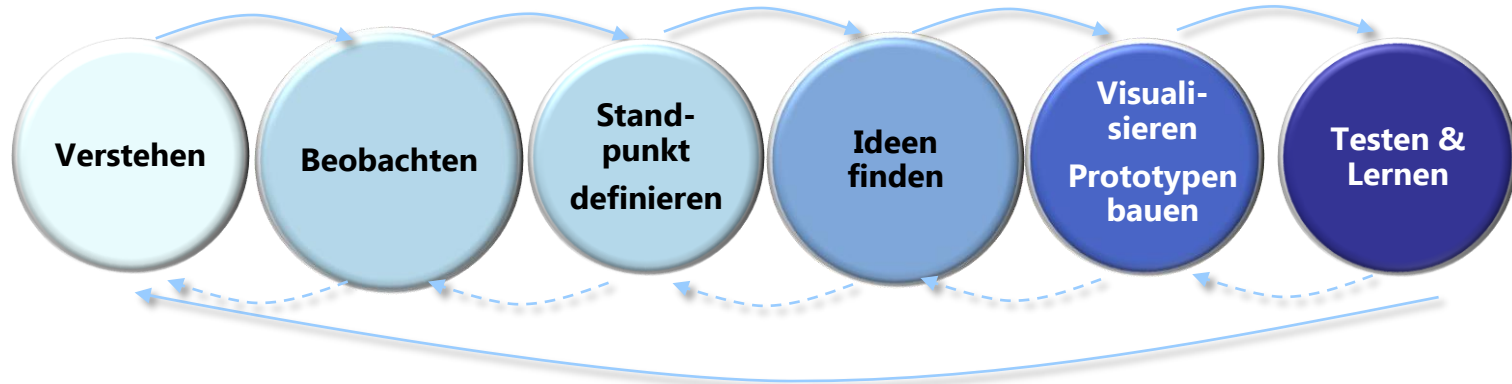 Verstehen
Beobachten
Stand-
punkt
definieren
Ideen
finden
Visuali-
sieren
Prototypen
bauen
Testen &
Lernen